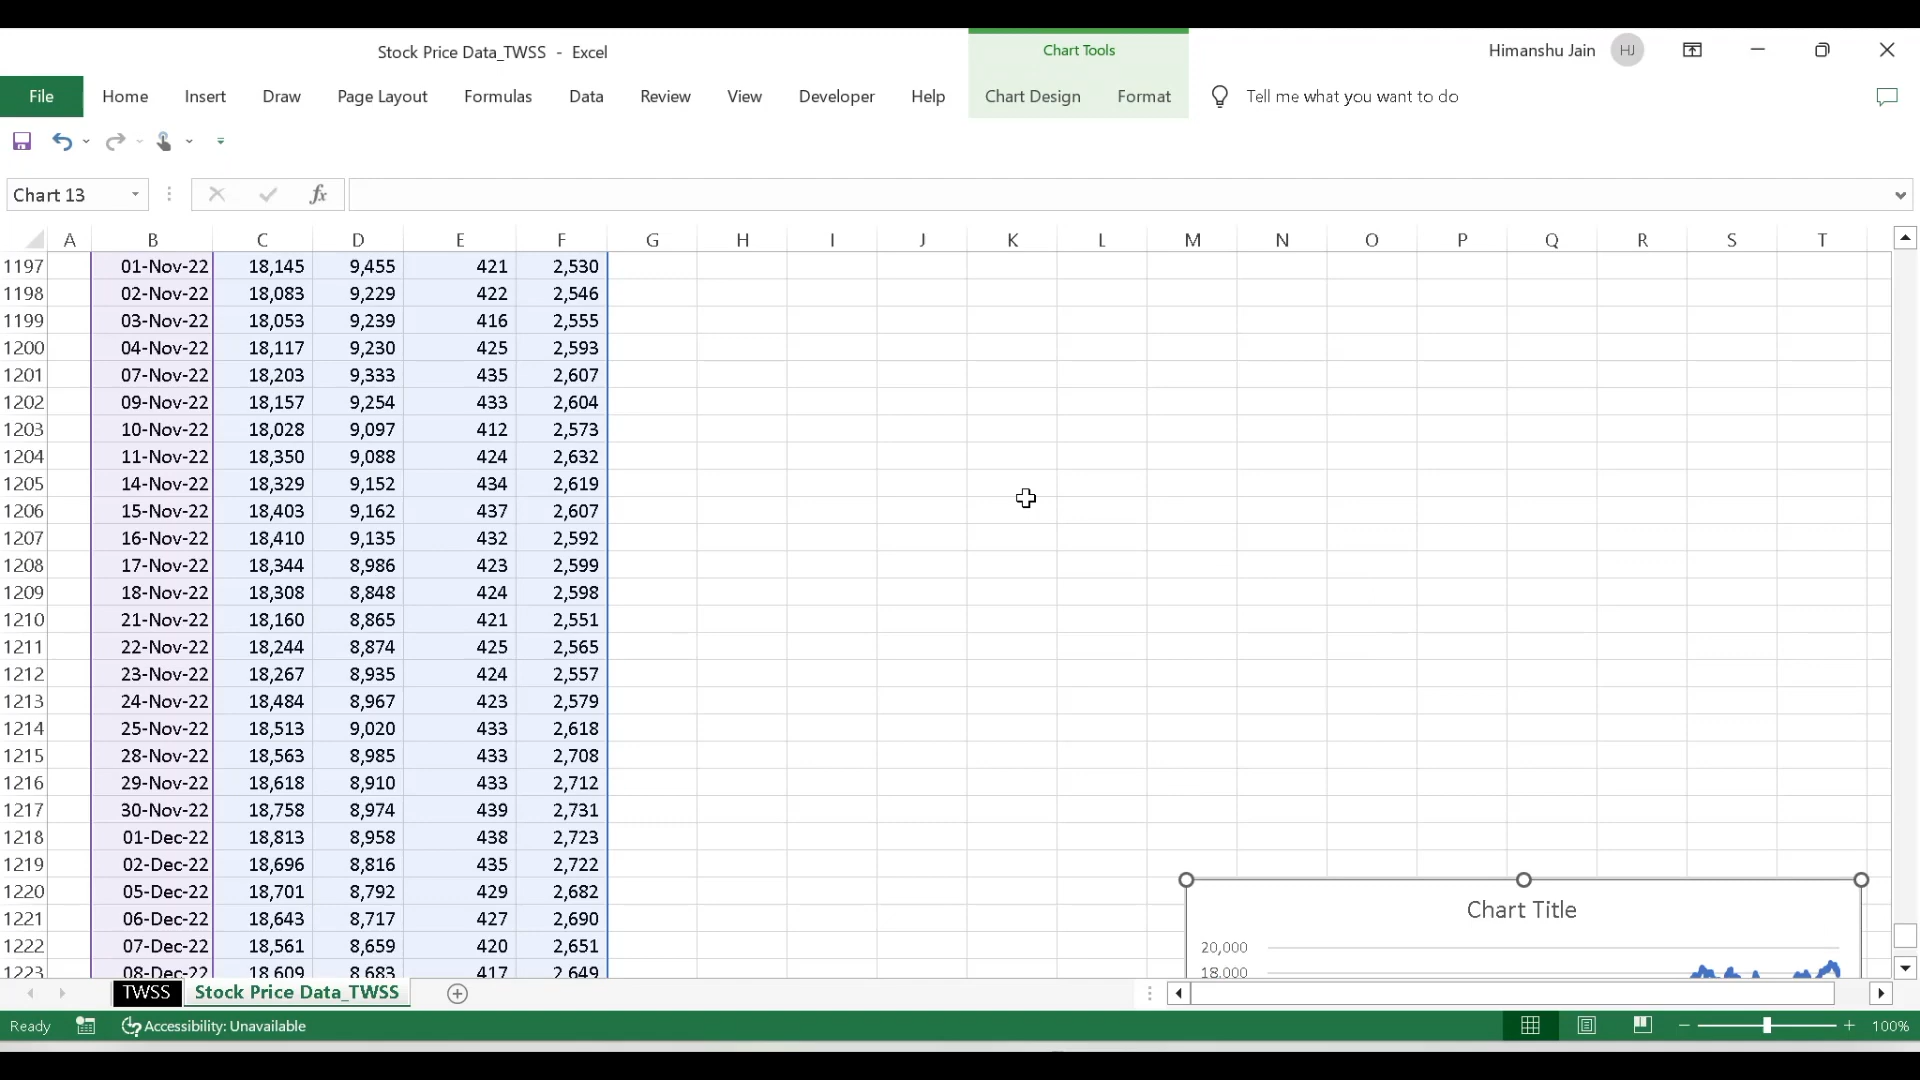 Stock Price Data_TWSS - Excel
Chart Tools
Himanshu Jain HJ
File Home Insert Draw Page Layout Formulas Data Review View Developer Help Chart Design Format Tell me what you want to do
Chart 13 fx
A B C D E F G H I J K L M N O P Q R S T
1197 01-Nov-22 18,145 9,455 421 2,530
1198 02-Nov-22 18,083 9,229 422 2,546
1199 03-Nov-22 18,053 9,239 416 2,555
1200 04-Nov-22 18,117 9,230 425 2,593
1201 07-Nov-22 18,203 9,333 435 2,607
1202 09-Nov-22 18,157 9,254 433 2,604
1203 10-Nov-22 18,028 9,097 412 2,573
1204 11-Nov-22 18,350 9,088 424 2,632
1205 14-Nov-22 18,329 9,152 434 2,619
1206 15-Nov-22 18,403 9,162 437 2,607
1207 16-Nov-22 18,410 9,135 432 2,592
1208 17-Nov-22 18,344 8,986 423 2,599
1209 18-Nov-22 18,308 8,848 424 2,598
1210 21-Nov-22 18,160 8,865 421 2,551
1211 22-Nov-22 18,244 8,874 425 2,565
1212 23-Nov-22 18,267 8,935 424 2,557
1213 24-Nov-22 18,484 8,967 423 2,579
1214 25-Nov-22 18,513 9,020 433 2,618
1215 28-Nov-22 18,563 8,985 433 2,708
1216 29-Nov-22 18,618 8,910 433 2,712
1217 30-Nov-22 18,758 8,974 439 2,731
1218 01-Dec-22 18,813 8,958 438 2,723
1219 02-Dec-22 18,696 8,816 435 2,722
1220 05-Dec-22 18,701 8,792 429 2,682
1221 06-Dec-22 18,643 8,717 427 2,690
1222 07-Dec-22 18,561 8,659 420 2,651
1223 08-Dec-22 18,609 8,683 417 2,649
Chart Title
20,000
18,000
TWSS Stock Price Data_TWSS
Ready Accessibility: Unavailable 100%